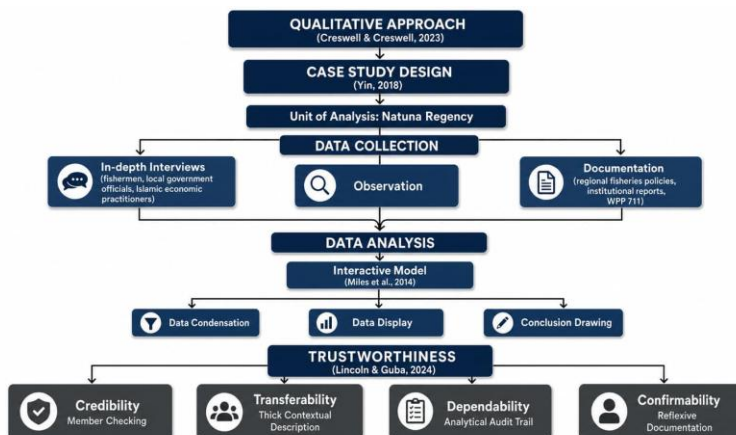 QUALITATIVE APPROACH
(Creswell & Creswell, 2023)
CASE STUDY DESIGN
(Yin, 2018)
Unit of Analysis: Natuna Regency
DATA COLLECTION
In-depth Interviews
(fishermen, local government
officials, Islamic economic
practitioners)
Observation
Documentation
(regional fisheries policies,
institutional reports,
WPP 711)
DATA ANALYSIS
Interactive Model
(Miles et al., 2014)
Data Condensation
Data Display
Conclusion Drawing
TRUSTWORTHINESS
(Lincoln & Guba, 2024)
Credibility
Member Checking
Transferability
Thick Contextual
Description
Dependability
Analytical Audit Trail
Confirmability
Reflexive
Documentation